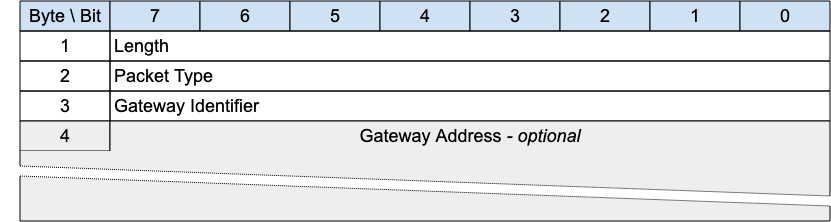 Byte \ Bit 7 6 5 4 3 2 1 0
1 Length
2 Packet Type
3 Gateway Identifier
4 Gateway Address - optional